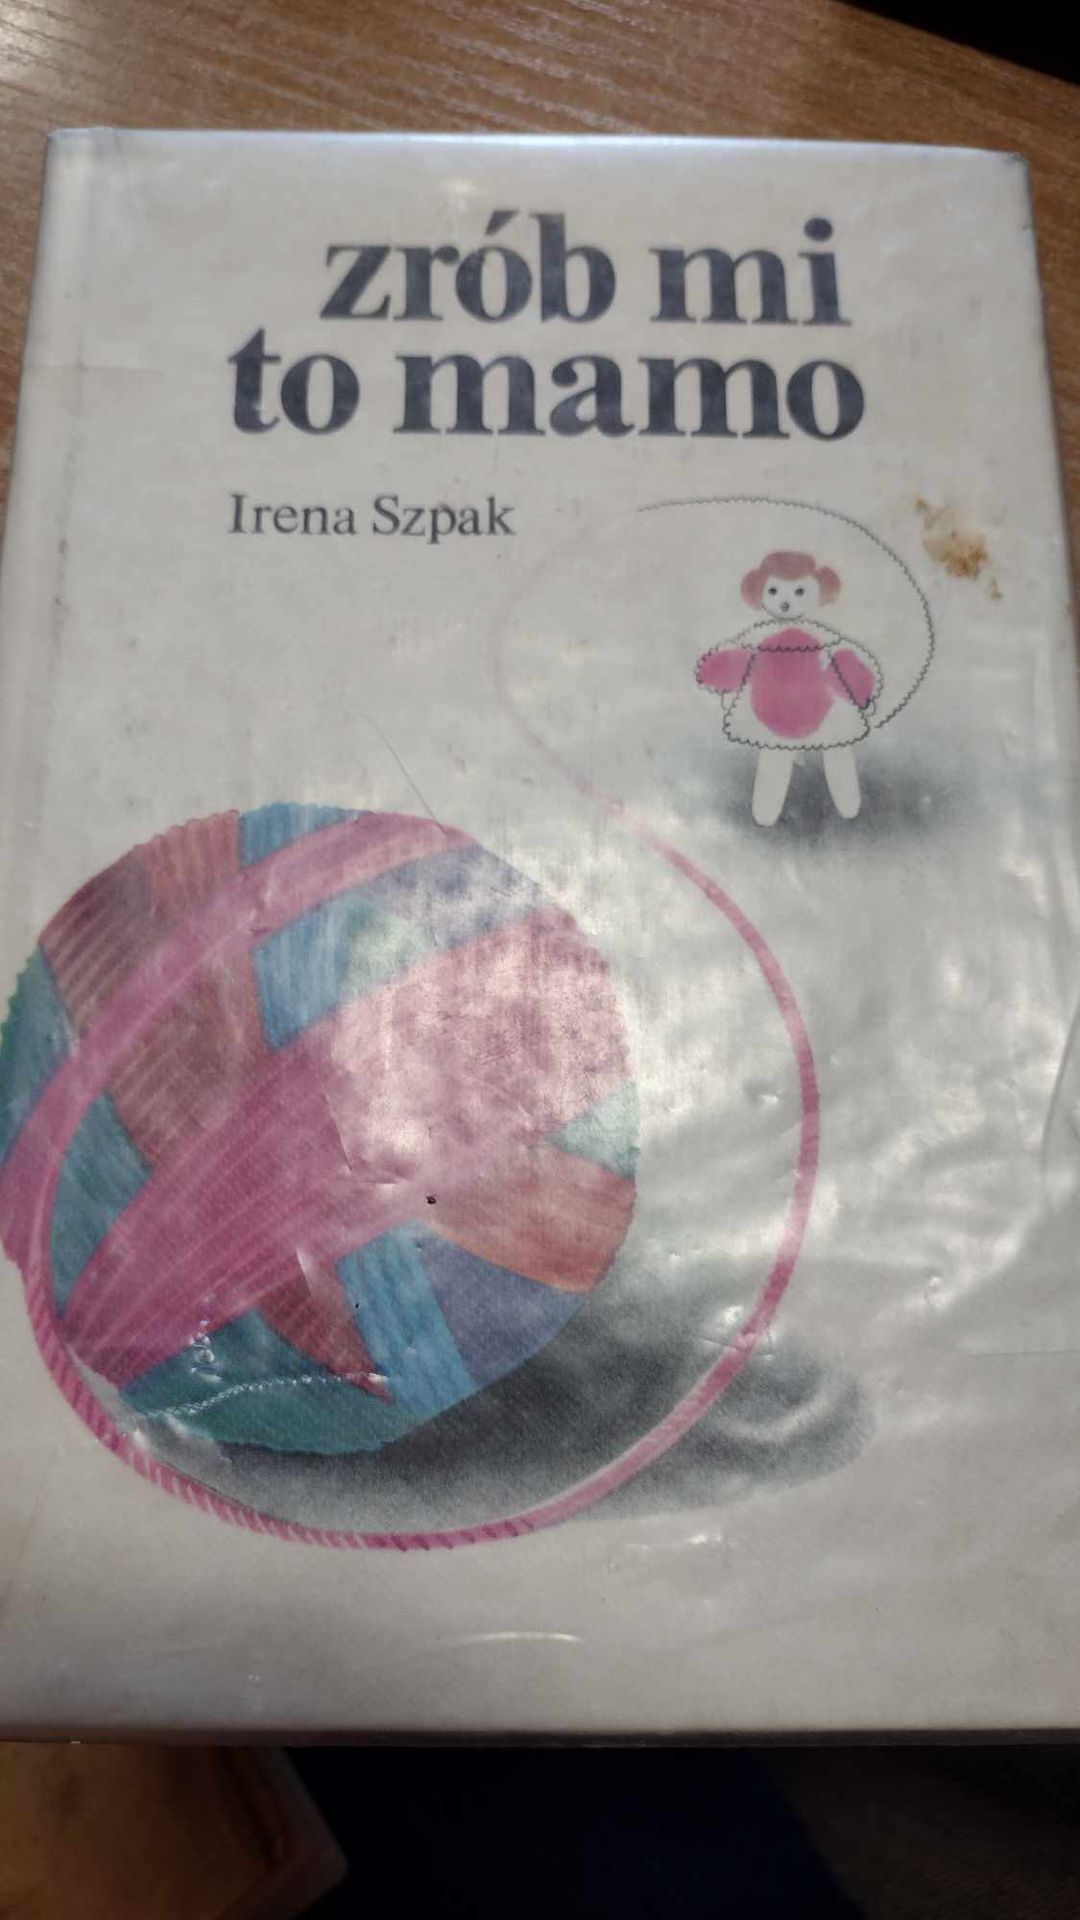 zrób mi
to mamo
Irena Szpak